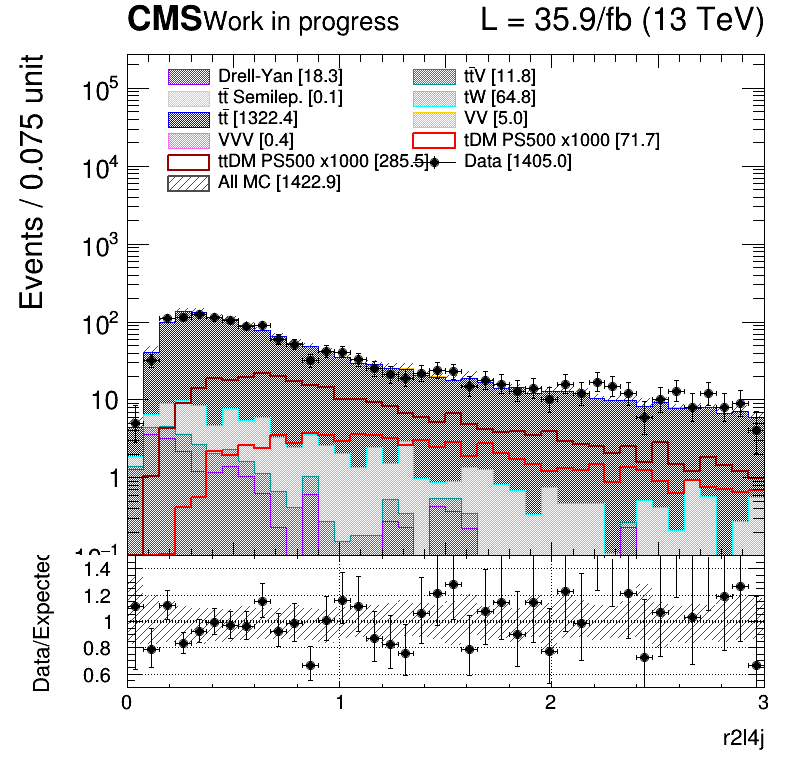 CMS Work in progress L = 35.9/fb (13 TeV)
Drell-Yan [18.3] tt̄V [11.8]
tt̄ Semilep. [0.1] tW [64.8]
tt̄ [1322.4] VV [5.0]
VVV [0.4] tDM PS500 x1000 [71.7]
ttDM PS500 x1000 [285.5] Data [1405.0]
All MC [1422.9]
Events / 0.075 unit
10⁵
10⁴
10³
10²
10
1
10⁻¹
Data/Expected
1.4
1.2
1
0.8
0.6
0 1 2 3
r2l4j